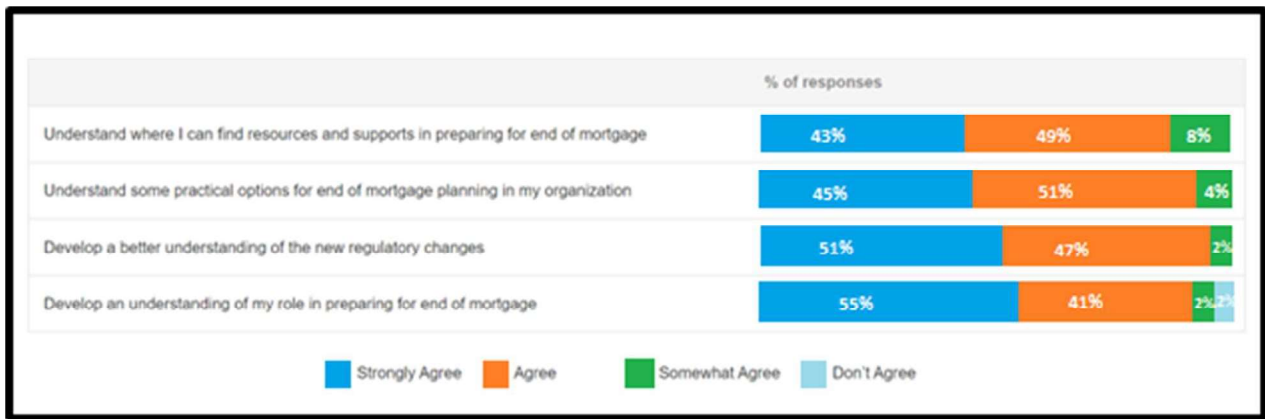 % of responses
Understand where I can find resources and supports in preparing for end of mortgage 43% 49% 8%
Understand some practical options for end of mortgage planning in my organization 45% 51% 4%
Develop a better understanding of the new regulatory changes 51% 47% 2%
Develop an understanding of my role in preparing for end of mortgage 55% 41% 2% 2%
Strongly Agree Agree Somewhat Agree Don't Agree